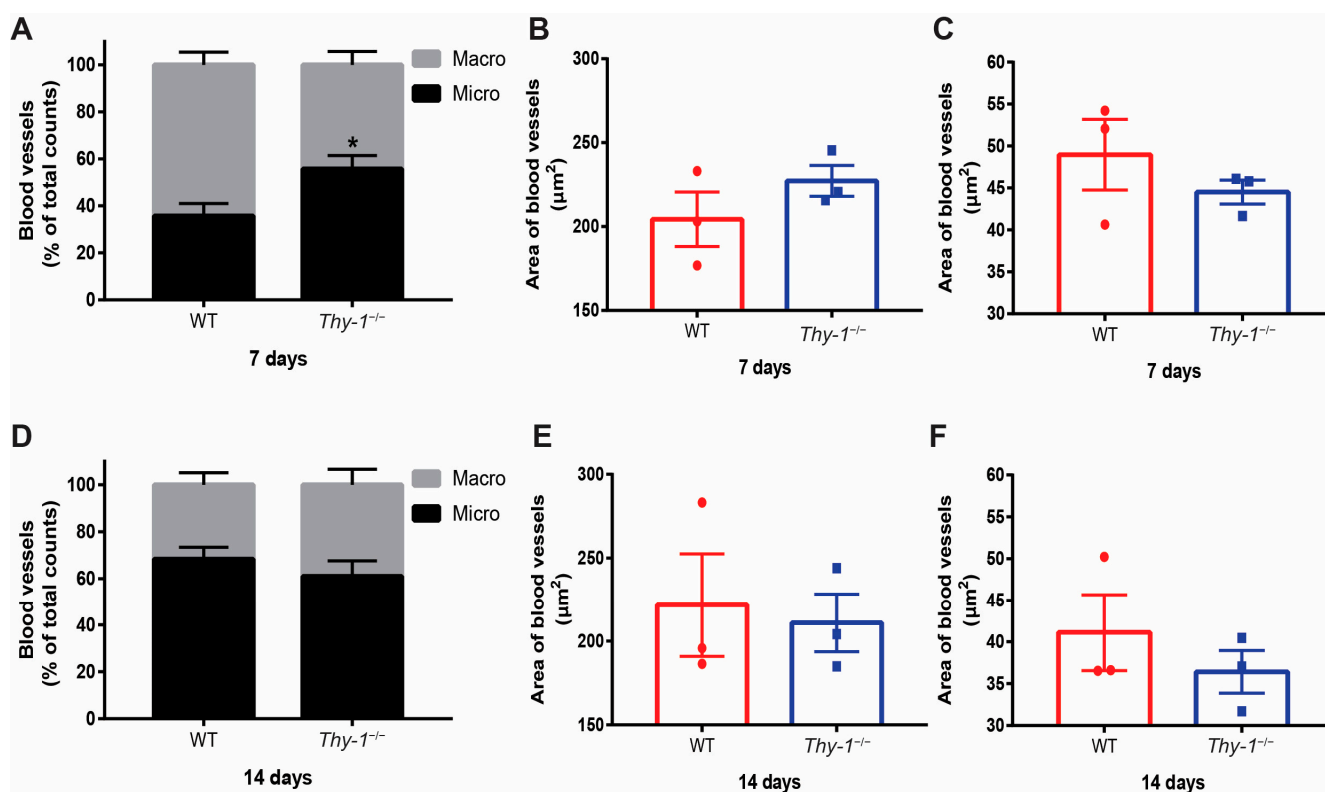 A
Blood vessels
(% of total counts)
100
80
60
40
20
0
*
Macro
Micro
WT
Thy-1⁻/⁻
7 days
B
Area of blood vessels
(µm²)
300
250
200
150
WT
Thy-1⁻/⁻
7 days
C
Area of blood vessels
(µm²)
60
55
50
45
40
35
30
WT
Thy-1⁻/⁻
7 days
D
Blood vessels
(% of total counts)
100
80
60
40
20
0
Macro
Micro
WT
Thy-1⁻/⁻
14 days
E
Area of blood vessels
(µm²)
300
250
200
150
WT
Thy-1⁻/⁻
14 days
F
Area of blood vessels
(µm²)
60
55
50
45
40
35
30
WT
Thy-1⁻/⁻
14 days